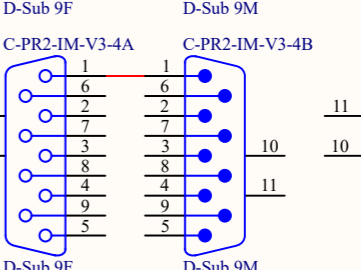 D-Sub 9F D-Sub 9M
C-PR2-IM-V3-4A C-PR2-IM-V3-4B
1 1
6 6
2 2 11
7 7
3 3 10 10
8 8
4 4 11
9 9
5 5
D-Sub 9F D-Sub 9M